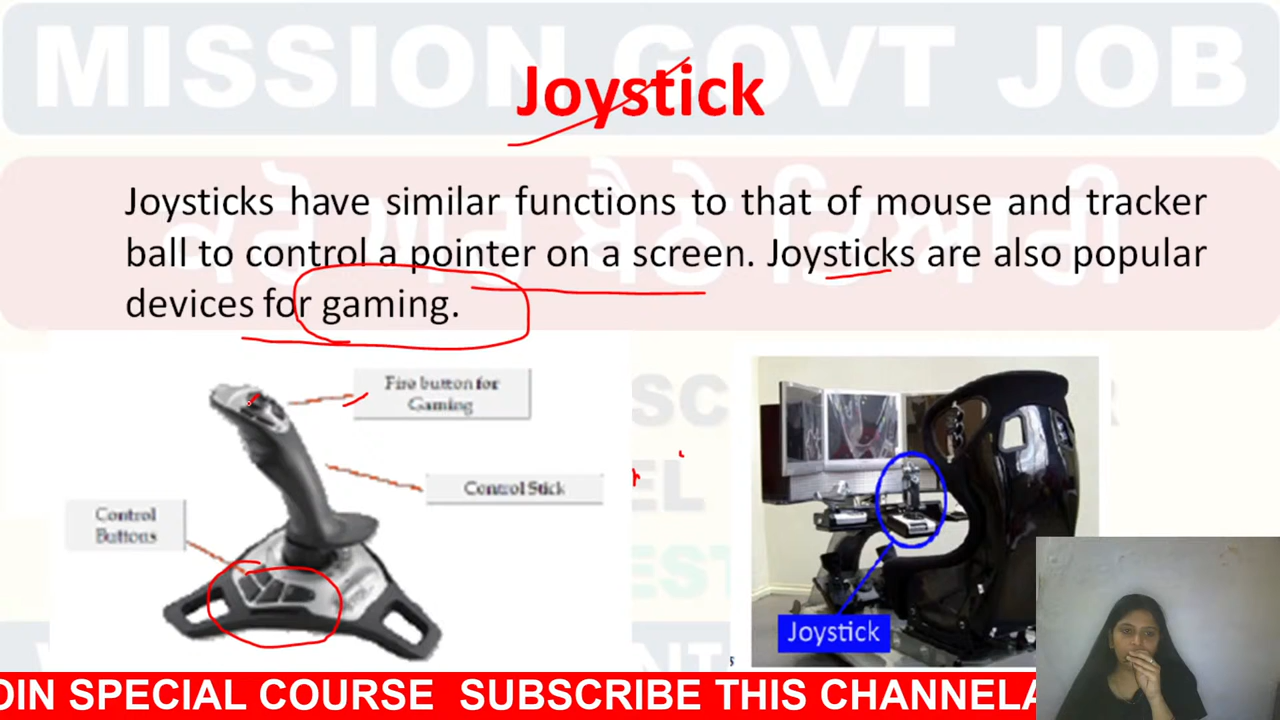 MISSION GOVT JOB
Joystick
Joysticks have similar functions to that of mouse and tracker
ball to control a pointer on a screen. Joysticks are also popular
devices for gaming.
Fire button for
Gaming
Control Stick
Control
Buttons
Joystick
OIN SPECIAL COURSE SUBSCRIBE THIS CHANNEL